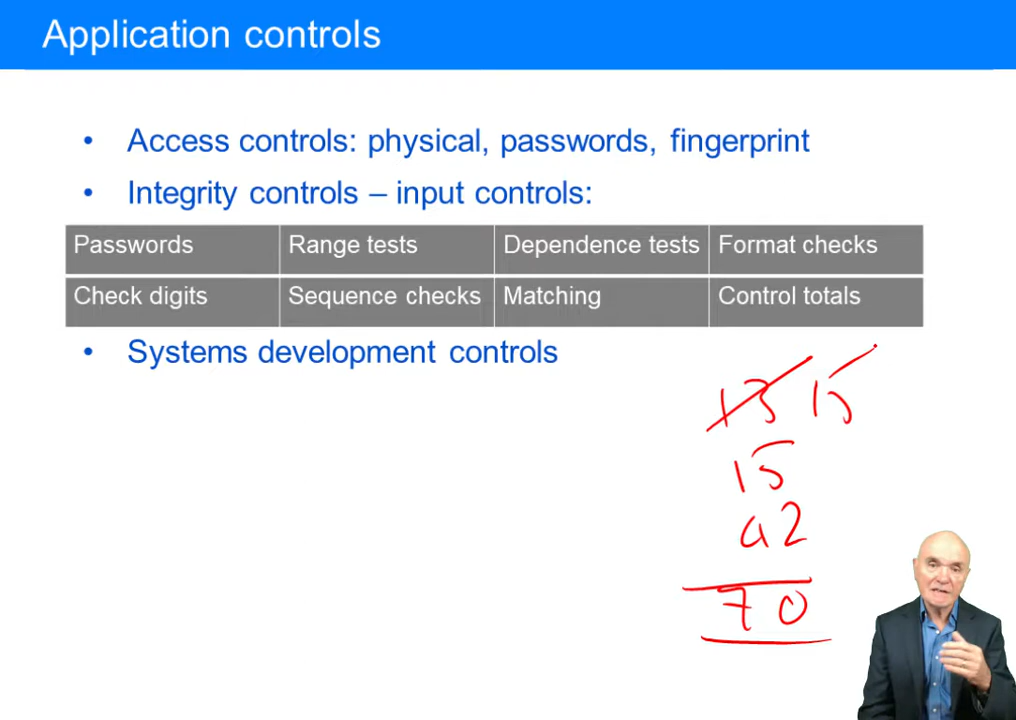 Application controls
• Access controls: physical, passwords, fingerprint
• Integrity controls – input controls:
Passwords Range tests Dependence tests Format checks
Check digits Sequence checks Matching Control totals
• Systems development controls
13 15
15
42
70